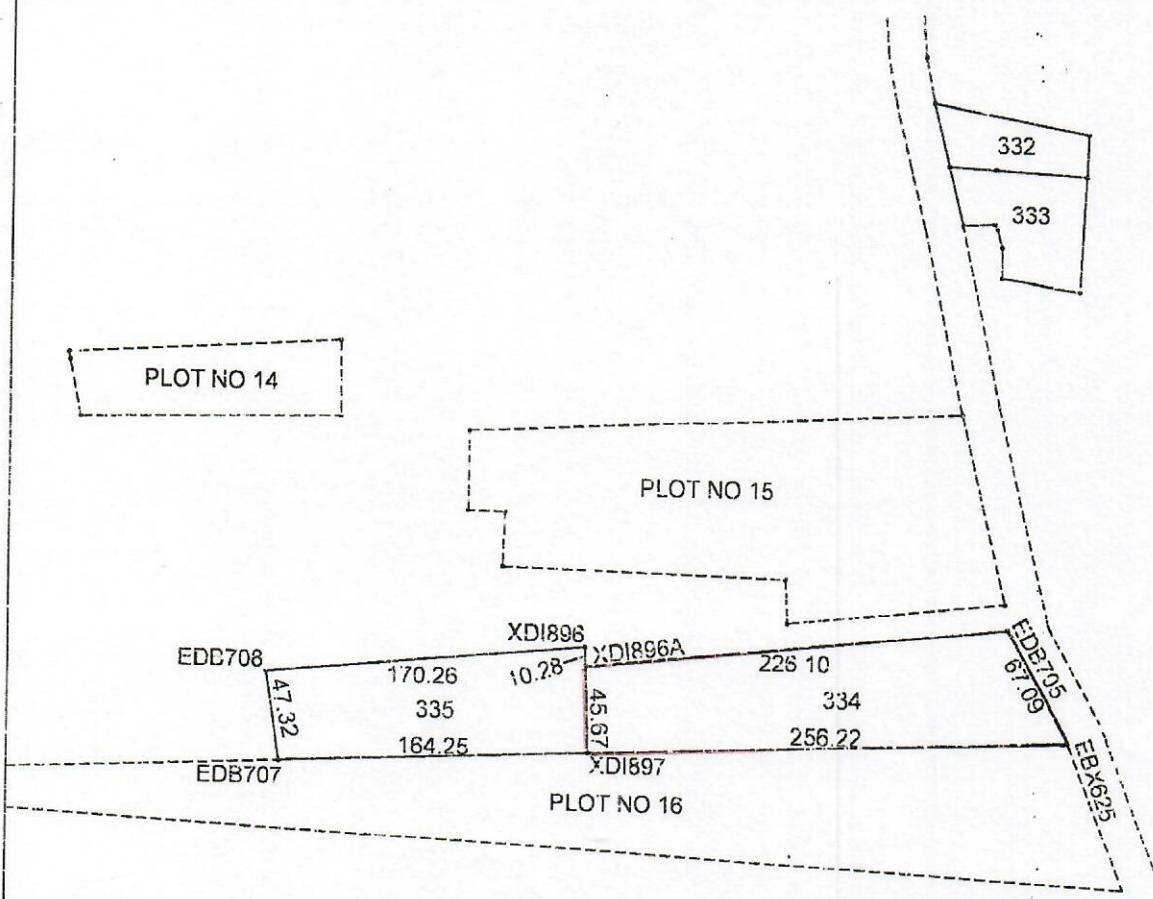 332
333
PLOT NO 14
PLOT NO 15
XDI896
EDB708
XDI896A
EDB705
170.26
10.28
226 10
67.09
47.32
335
45.67
334
164.25
256.22
EDB707
XDI897
EBX625
PLOT NO 16